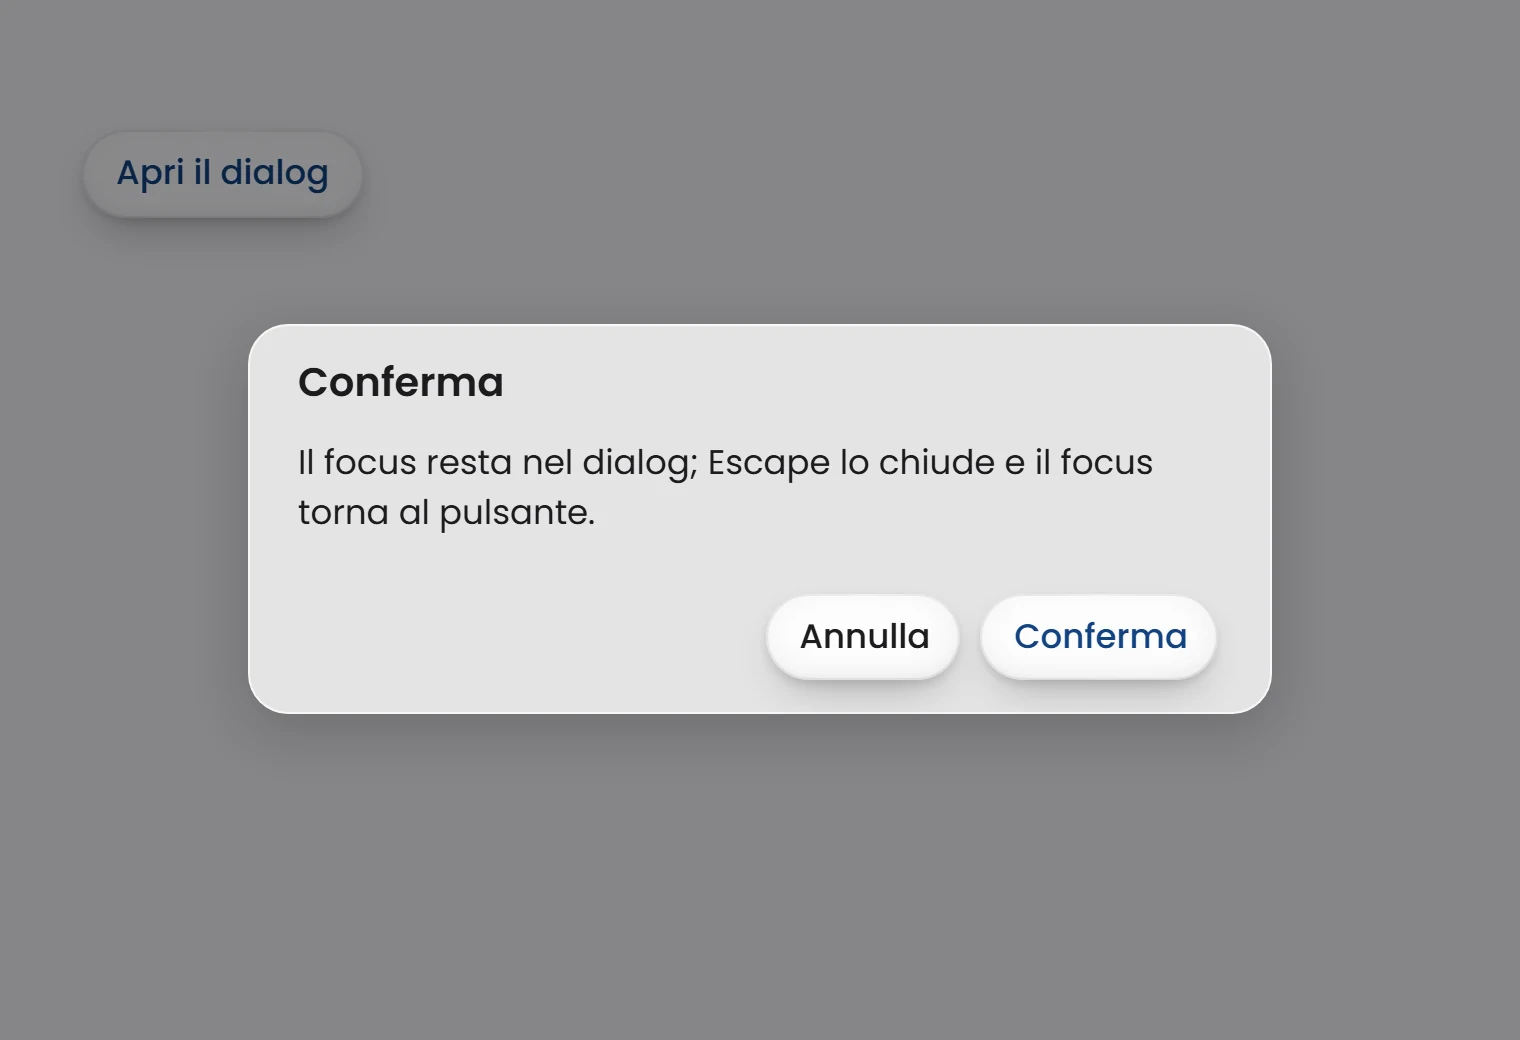 Apri il dialog
Conferma
Il focus resta nel dialog; Escape lo chiude e il focus
torna al pulsante.
Annulla
Conferma